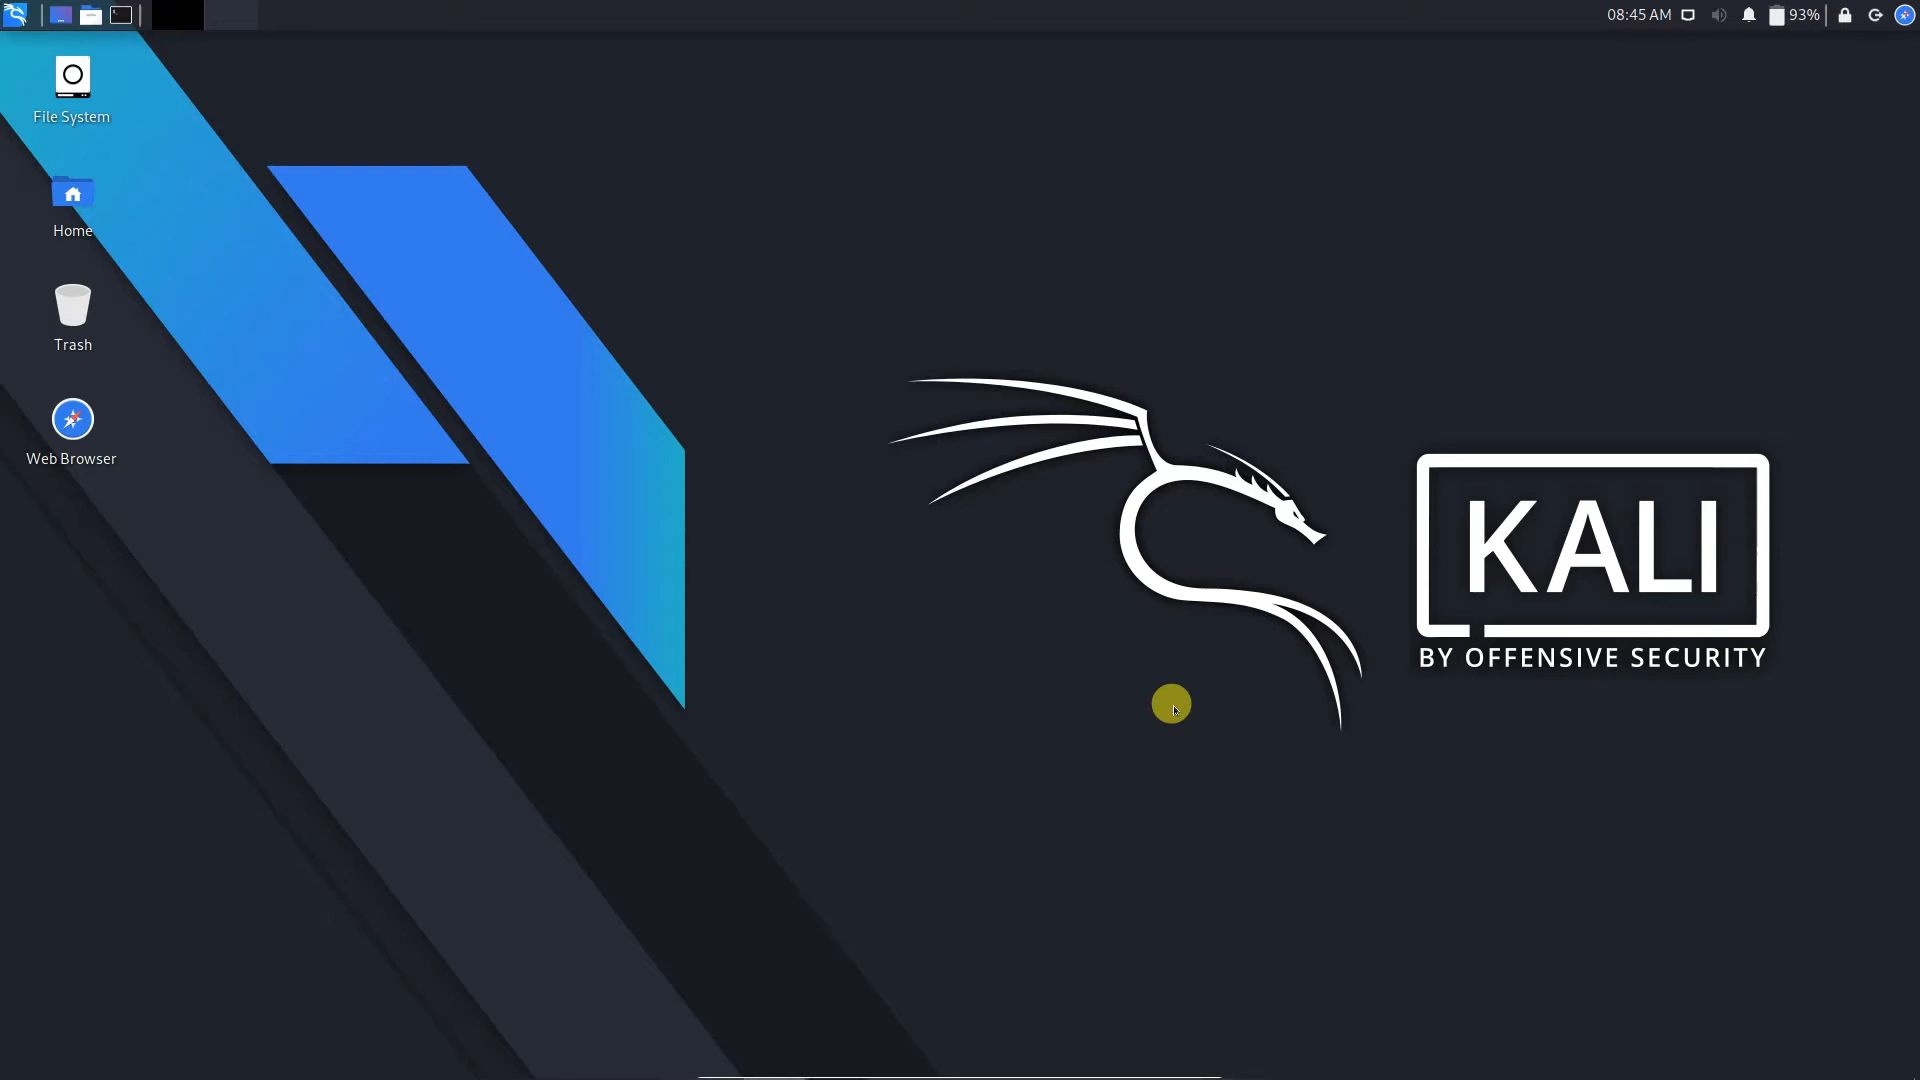 08:45 AM
93%
File System
Home
Trash
Web Browser
KALI
BY OFFENSIVE SECURITY